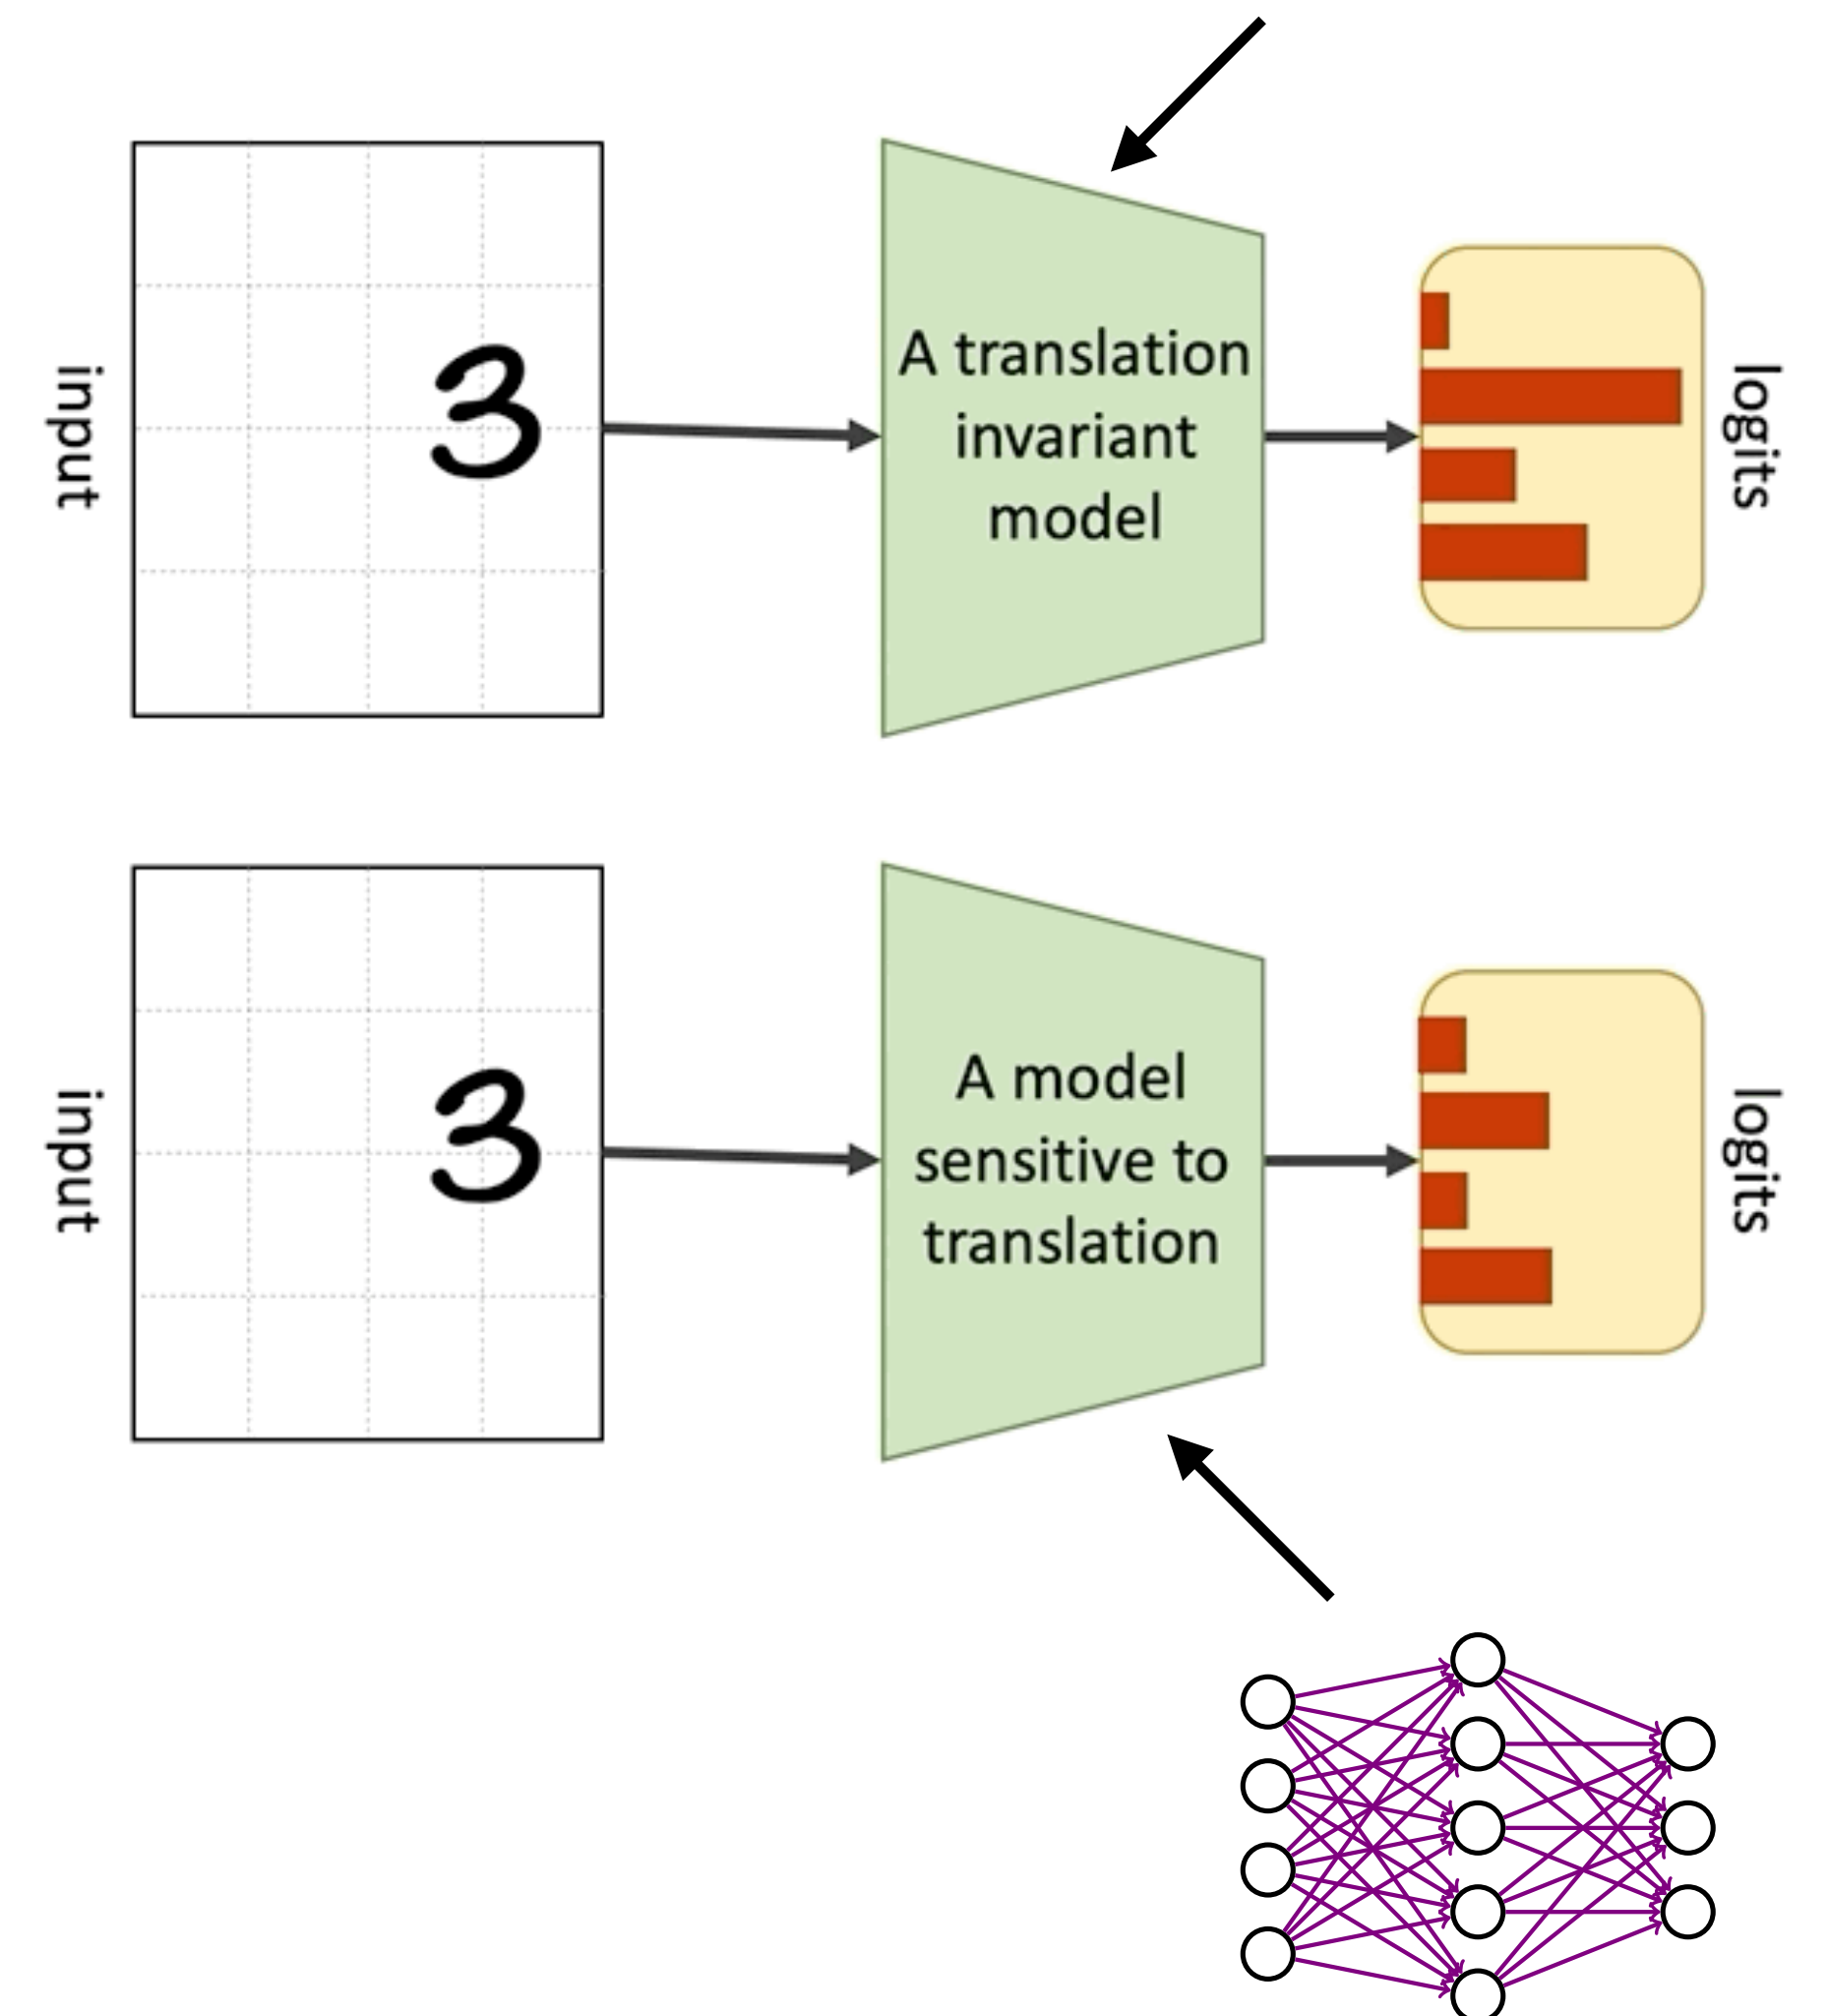 input
3
A translation
invariant
model
logits
input
3
A model
sensitive to
translation
logits